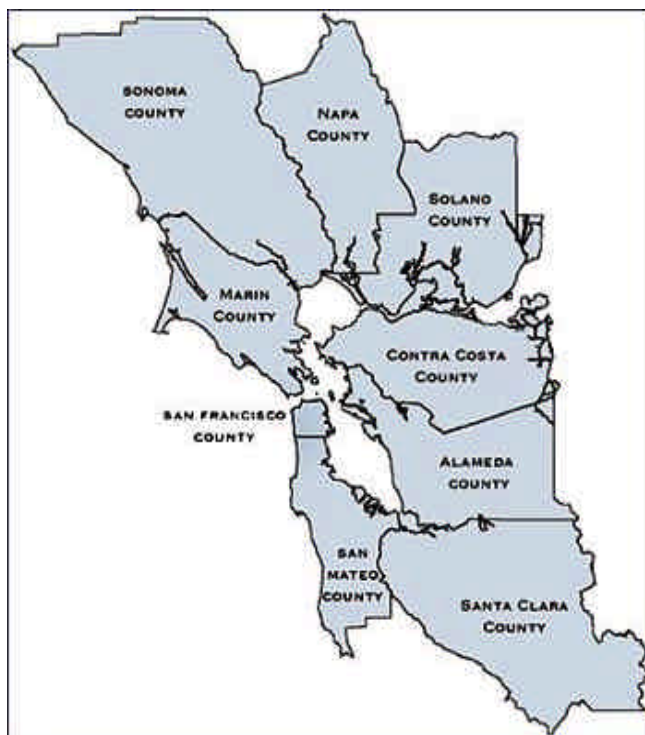 SONOMA
COUNTY
NAPA
COUNTY
SOLANO
COUNTY
MARIN
COUNTY
CONTRA COSTA
COUNTY
SAN FRANCISCO
COUNTY
ALAMEDA
COUNTY
SAN
MATEO
COUNTY
SANTA CLARA
COUNTY